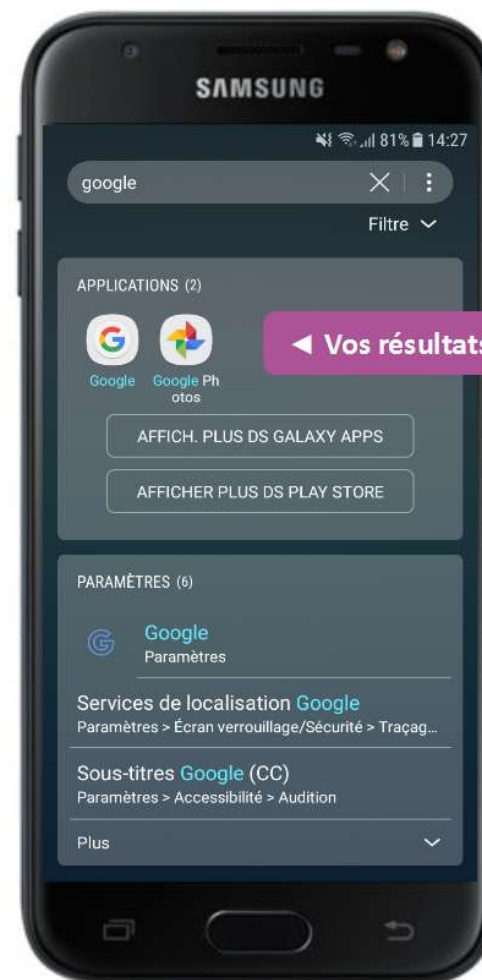 SAMSUNG
81% 14:27
google
Filtre
APPLICATIONS (2)
◄ Vos résultats
Google
Google Ph
otos
AFFICH. PLUS DS GALAXY APPS
AFFICHER PLUS DS PLAY STORE
PARAMÈTRES (6)
Google
Paramètres
Services de localisation Google
Paramètres > Écran verrouillage/Sécurité > Traçag...
Sous-titres Google (CC)
Paramètres > Accessibilité > Audition
Plus